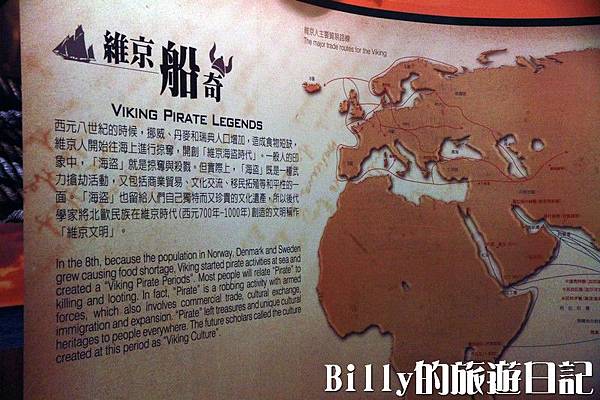 維京船奇
VIKING PIRATE LEGENDS
西元八世紀的時候，挪威、丹麥和瑞典人口增加，造成食物短缺，
維京人開始往海上進行掠奪，開創「維京海盜時代」。一般人的印
象中，「海盜」就是掠奪與殺戮。但實際上，「海盜」既是一種武
力搶劫活動，又包括商業貿易、文化交流、移民拓殖等和平性的一
面。「海盜」也留給人們自己獨特而又珍貴的文化遺產，所以後代
學家將北歐民族在維京時代(西元700年-1000年)創造的文明稱作
「維京文明」。
In the 8th, because the population in Norway, Denmark and Sweden
grew causing food shortage, Viking started pirate activities at sea and
created a "Viking Pirate Periods". Most people will relate "Pirate" to
killing and looting. In fact, "Pirate" is a robbing activity with armed
forces, which also involves commercial trade, cultural exchange,
immigration and expansion. "Pirate" left treasures and unique cultural
heritages to people everywhere. The future scholars called the culture
created at this period as "Viking Culture".
維京人主要貿易路線
The major trade routes for the Viking
Billy的旅遊日記